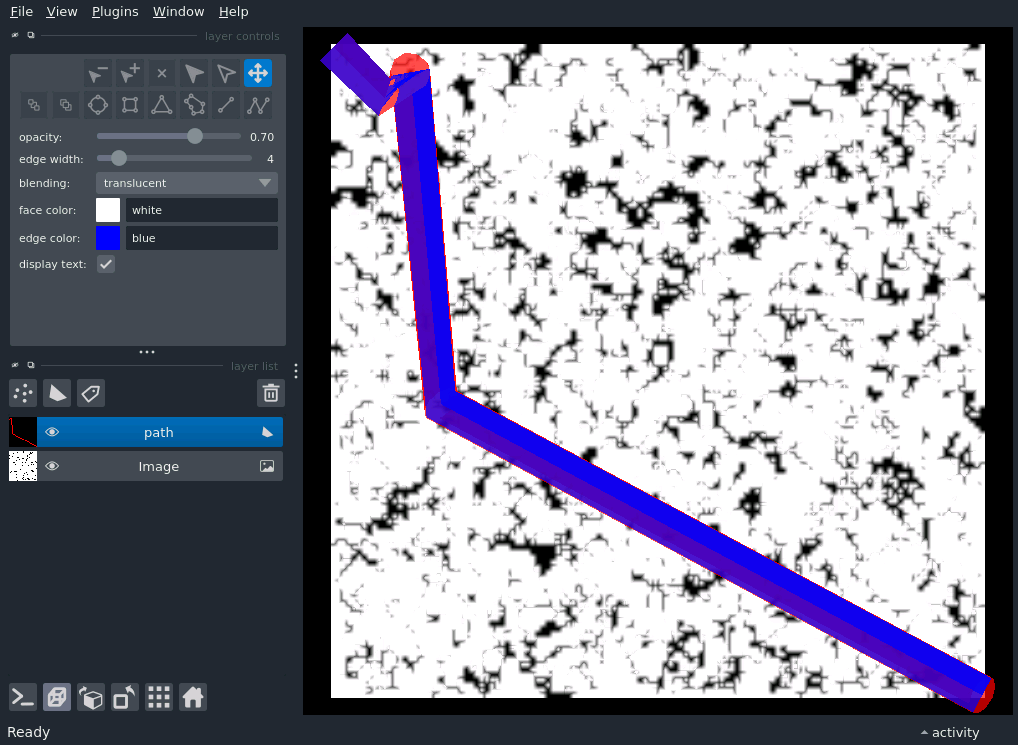 File View Plugins Window Help
layer controls
opacity: 0.70
edge width: 4
blending: translucent
face color: white
edge color: blue
display text:
layer list
path
Image
Ready activity